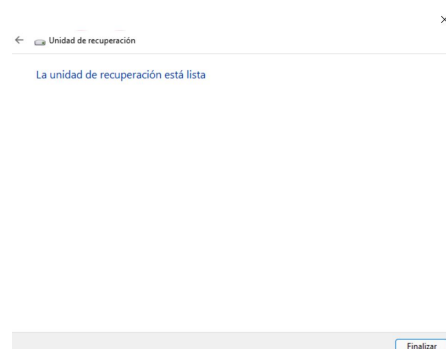 Unidad de recuperación
La unidad de recuperación está lista
Finalizar